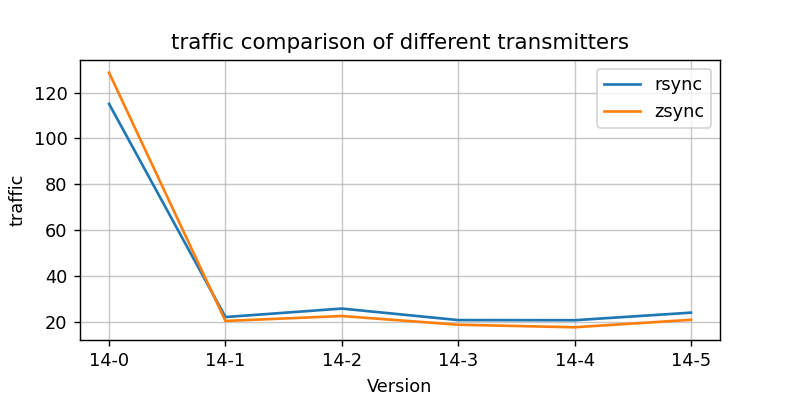 traffic comparison of different transmitters
rsync
zsync
120
100
80
60
40
20
traffic
14-0 14-1 14-2 14-3 14-4 14-5
Version